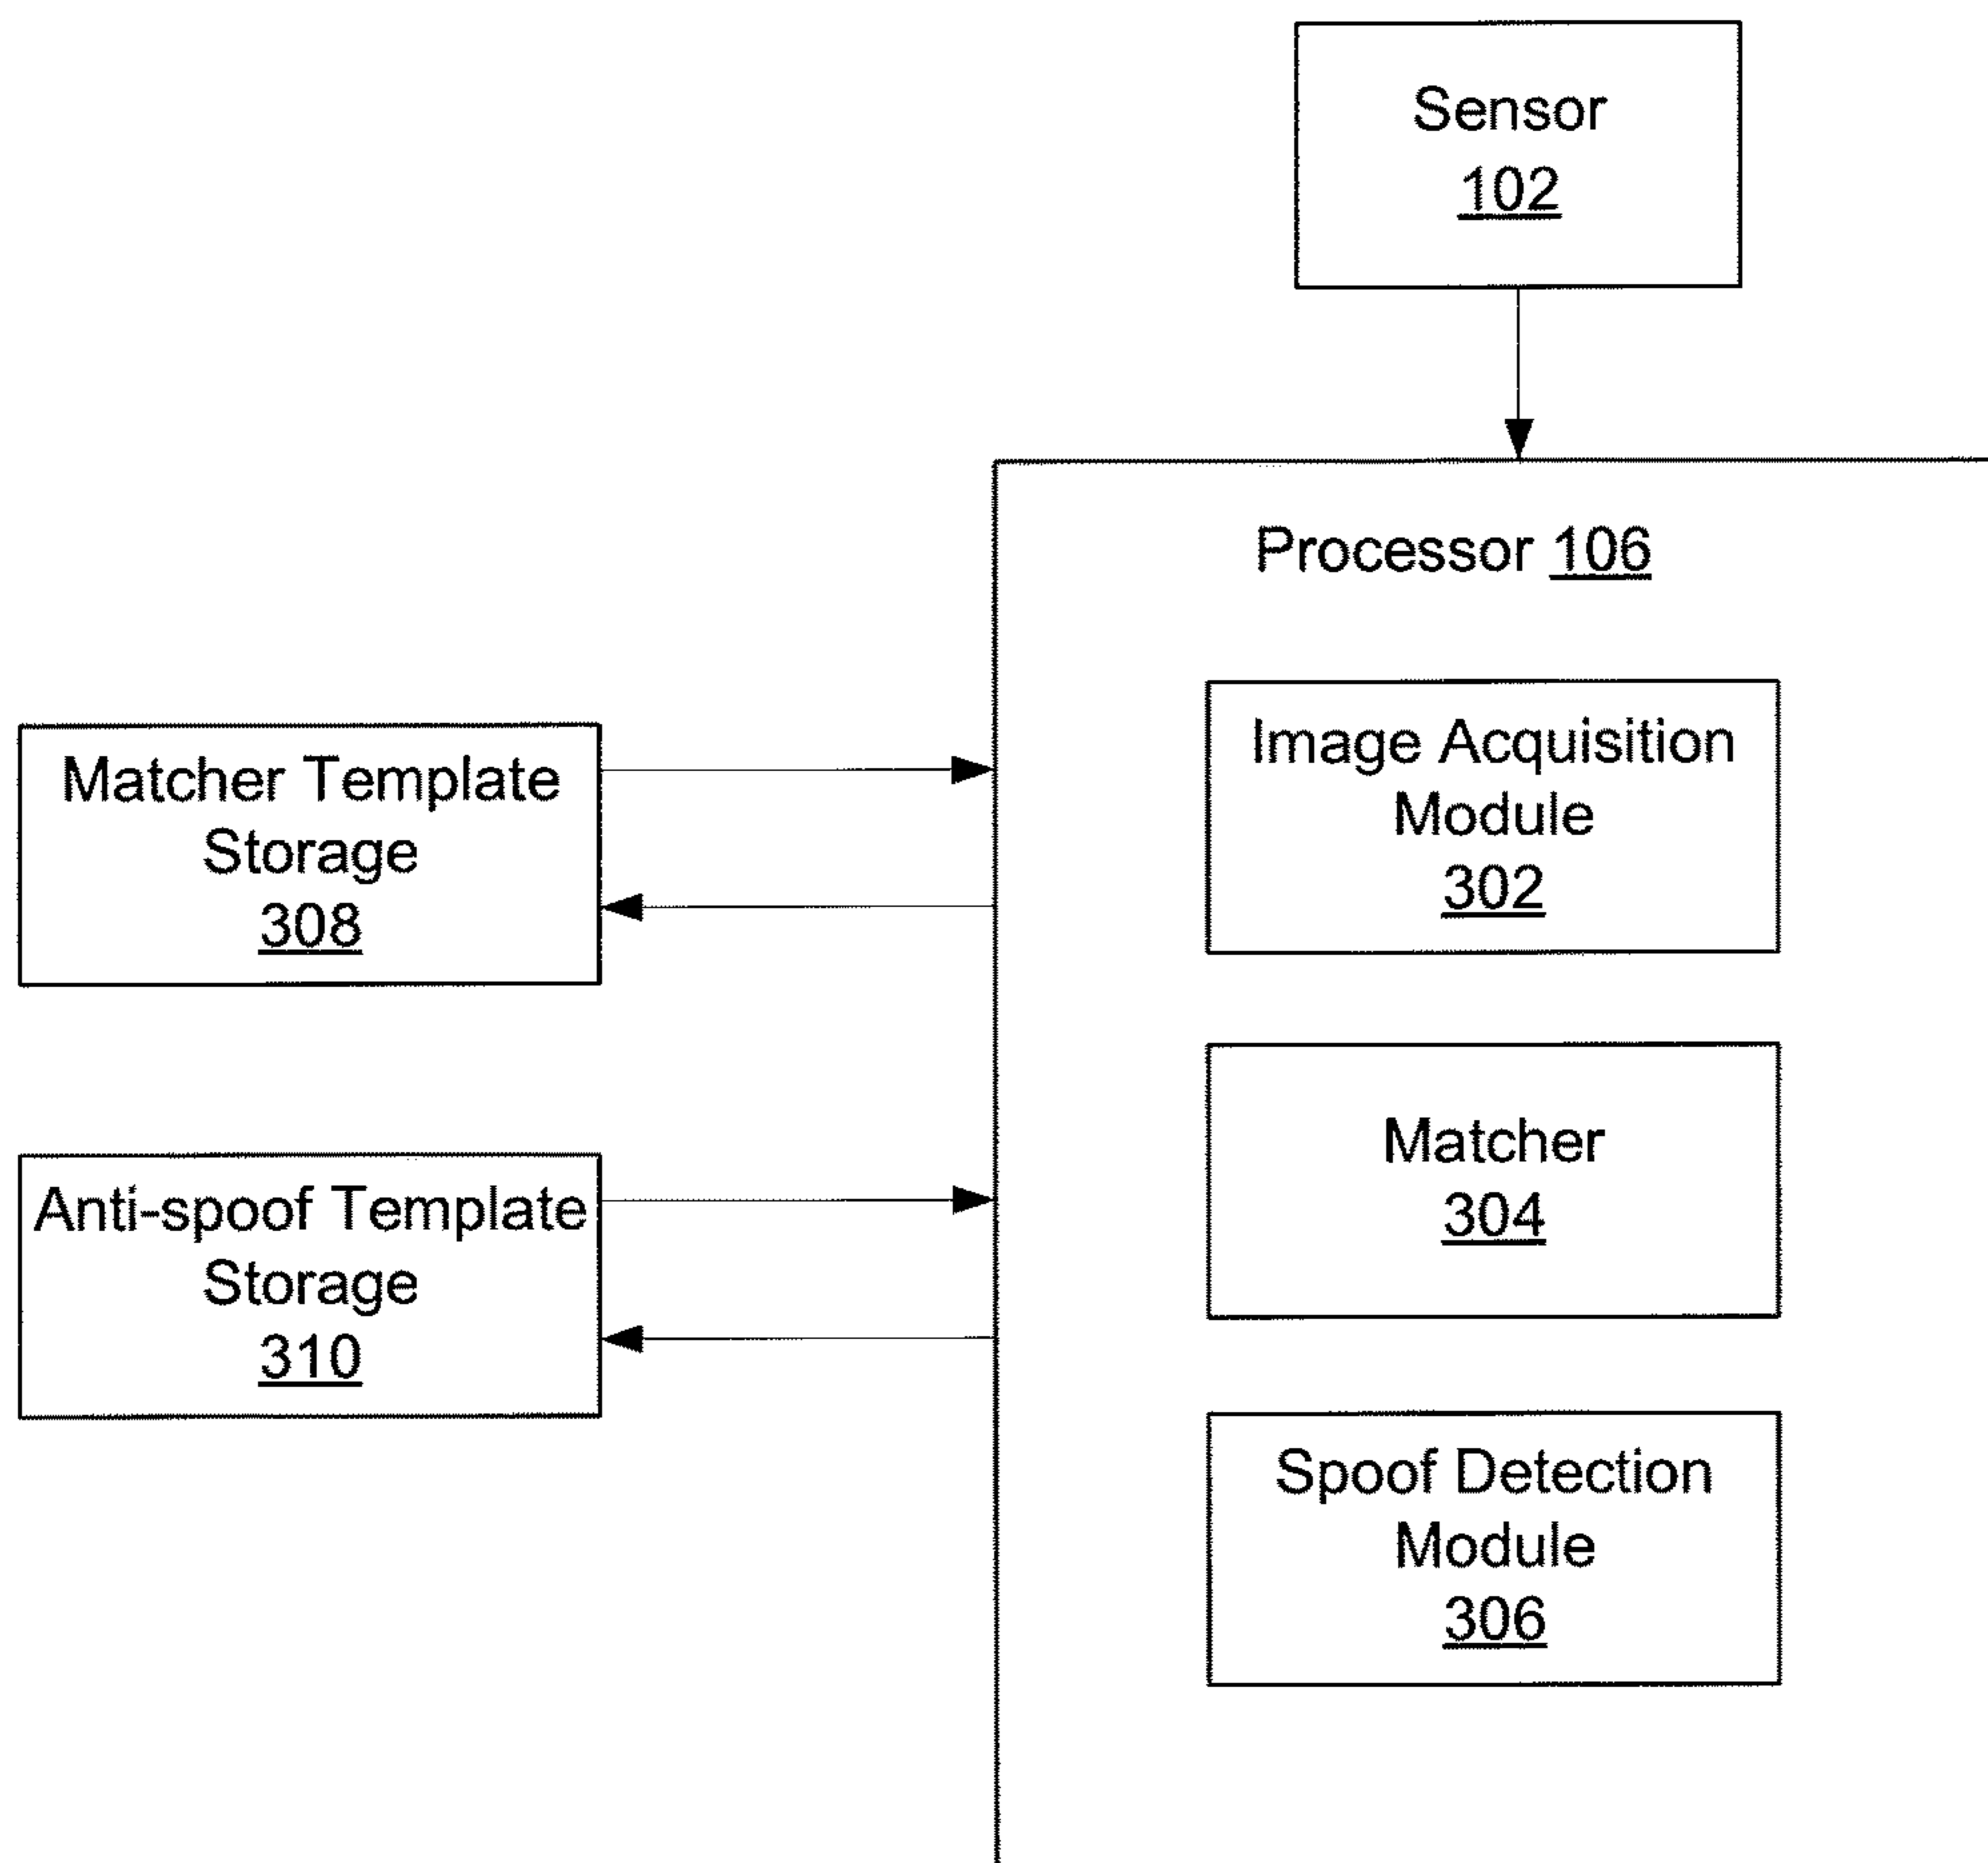 Sensor
102
Processor 106
Image Acquisition
Module
302
Matcher Template
Storage
308
Matcher
304
Anti-spoof Template
Storage
310
Spoof Detection
Module
306